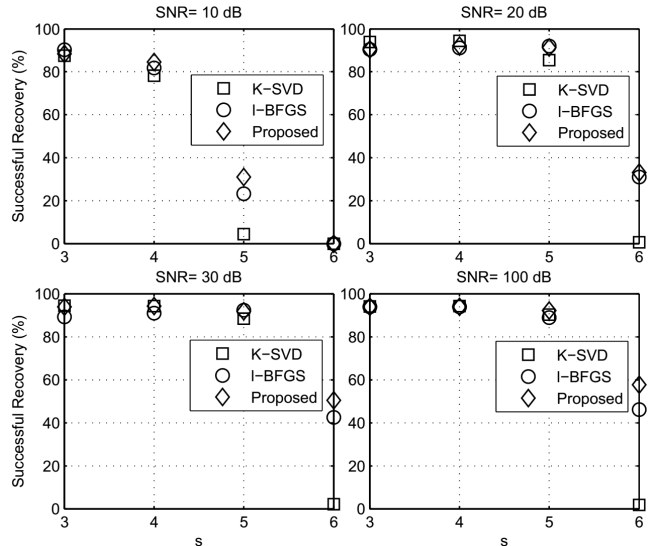 SNR= 10 dB
Successful Recovery (%)
100
80
60
40
20
0
3
4
5
6
K−SVD
l−BFGS
Proposed
SNR= 20 dB
100
80
60
40
20
0
3
4
5
6
K−SVD
l−BFGS
Proposed
SNR= 30 dB
Successful Recovery (%)
100
80
60
40
20
0
3
4
5
6
s
K−SVD
l−BFGS
Proposed
SNR= 100 dB
100
80
60
40
20
0
3
4
5
6
s
K−SVD
l−BFGS
Proposed